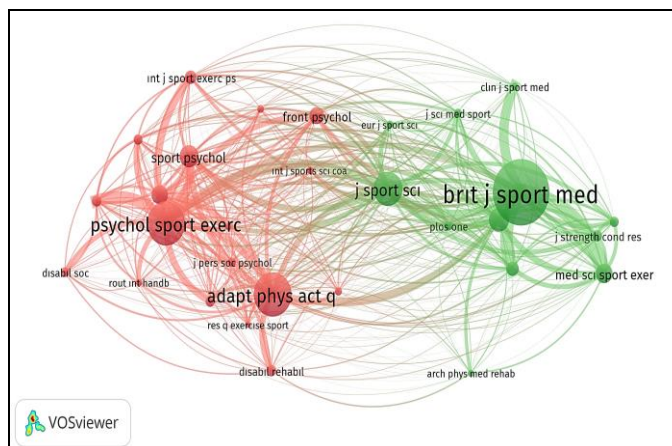 clin j sport med
int j sport exerc ps
j sci med sport
front psychol
eur j sport sci
sport psychol
int j sports sci coa
j sport sci
brit j sport med
psychol sport exerc
plos one
j strength cond res
j pers soc psychol
disabil soc
med sci sport exer
rout int handb
adapt phys act q
res q exercise sport
disabil rehabil
arch phys med rehab
VOSviewer